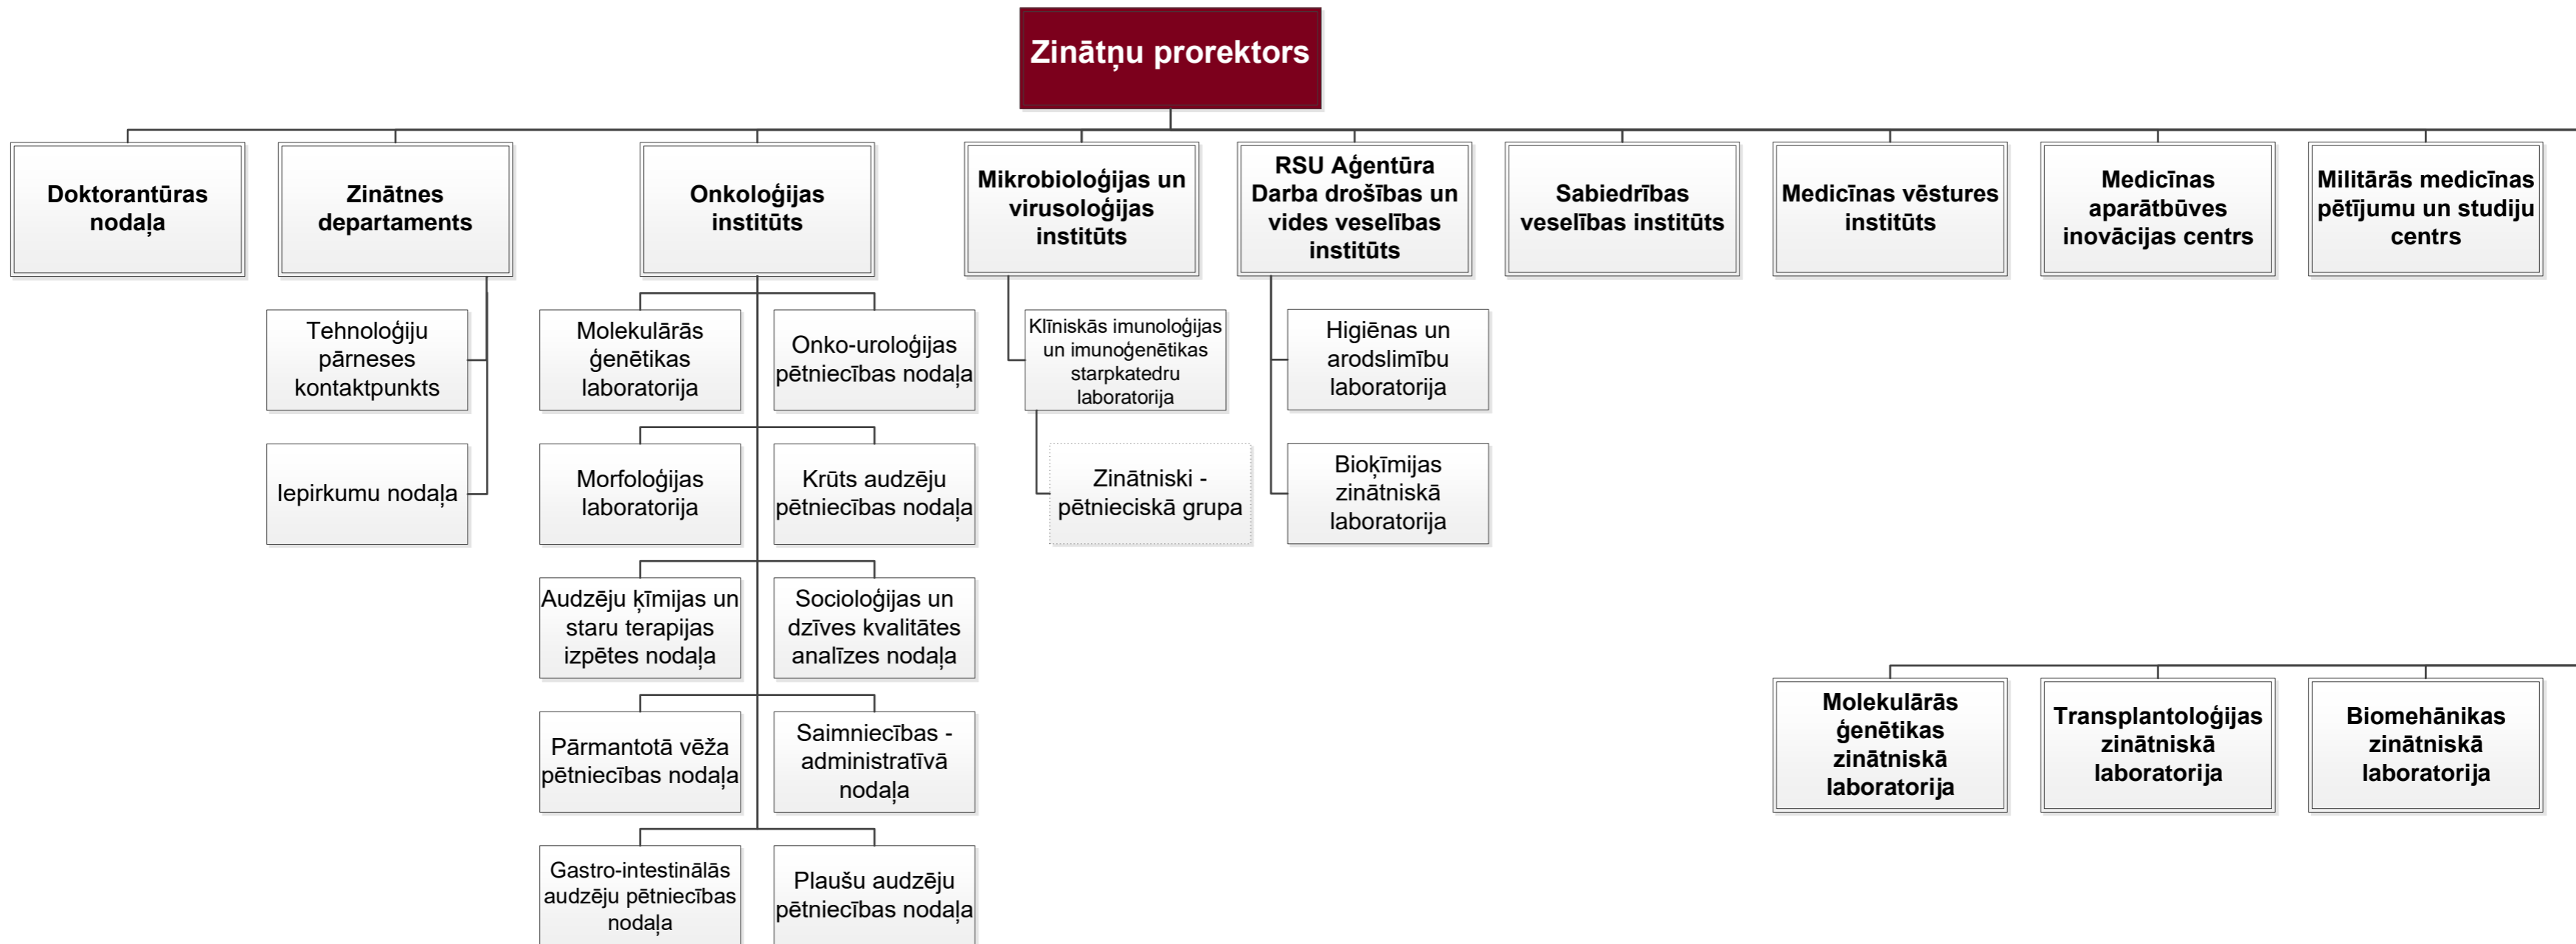 Zinātņu prorektors
Doktorantūras
nodaļa
Zinātnes
departaments
Onkoloģijas
institūts
Mikrobioloģijas un
virusoloģijas
institūts
RSU Aģentūra
Darba drošības un
vides veselības
institūts
Sabiedrības
veselības institūts
Medicīnas vēstures
institūts
Medicīnas
aparātbūves
inovācijas centrs
Militārās medicīnas
pētījumu un studiju
centrs
Tehnoloģiju
pārneses
kontaktpunkts
Iepirkumu nodaļa
Molekulārās
ģenētikas
laboratorija
Onko-uroloģijas
pētniecības nodaļa
Morfoloģijas
laboratorija
Krūts audzēju
pētniecības nodaļa
Audzēju ķīmijas un
staru terapijas
izpētes nodaļa
Socioloģijas un
dzīves kvalitātes
analīzes nodaļa
Pārmantotā vēža
pētniecības nodaļa
Saimniecības -
administratīvā
nodaļa
Gastro-intestinālās
audzēju pētniecības
nodaļa
Plaušu audzēju
pētniecības nodaļa
Klīniskās imunoloģijas
un imunoģenētikas
starpkatedru
laboratorija
Zinātniski -
pētnieciskā grupa
Higiēnas un
arodslimību
laboratorija
Bioķīmijas
zinātniskā
laboratorija
Molekulārās
ģenētikas
zinātniskā
laboratorija
Transplantoloģijas
zinātniskā
laboratorija
Biomehānikas
zinātniskā
laboratorija